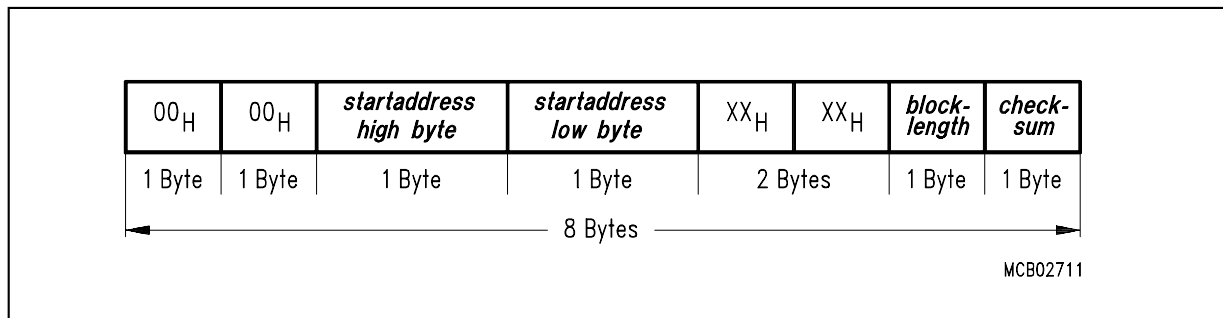 00H 00H startaddress high byte startaddress low byte XXH XXH block-length check-sum
1 Byte 1 Byte 1 Byte 1 Byte 2 Bytes 1 Byte 1 Byte
8 Bytes
MCB02711